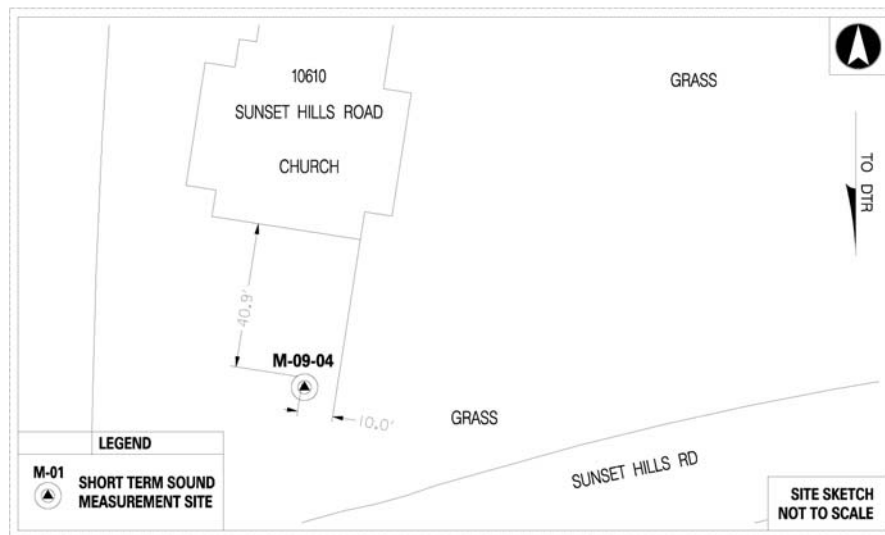 10610
SUNSET HILLS ROAD
CHURCH
GRASS
TO DTR
40.9'
M-09-04
10.0'
GRASS
SUNSET HILLS RD
LEGEND
M-01
SHORT TERM SOUND
MEASUREMENT SITE
SITE SKETCH
NOT TO SCALE